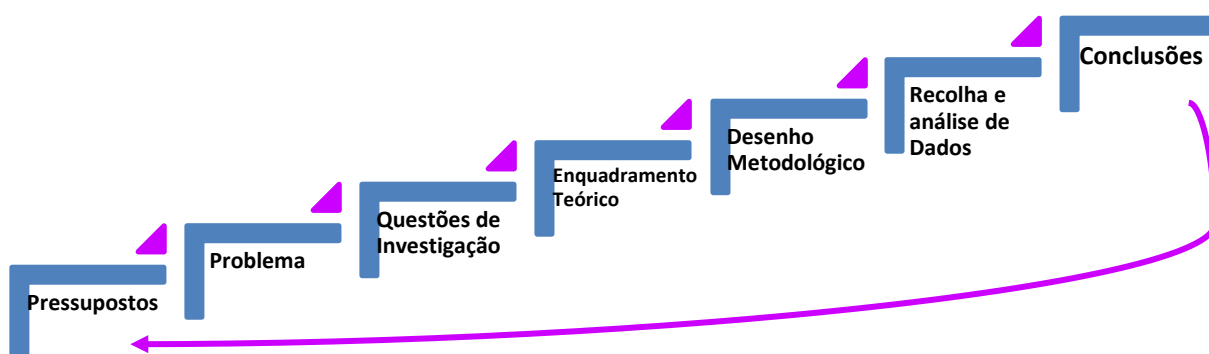 Pressupostos
Problema
Questões de
Investigação
Enquadramento
Teórico
Desenho
Metodológico
Recolha e
análise de
Dados
Conclusões